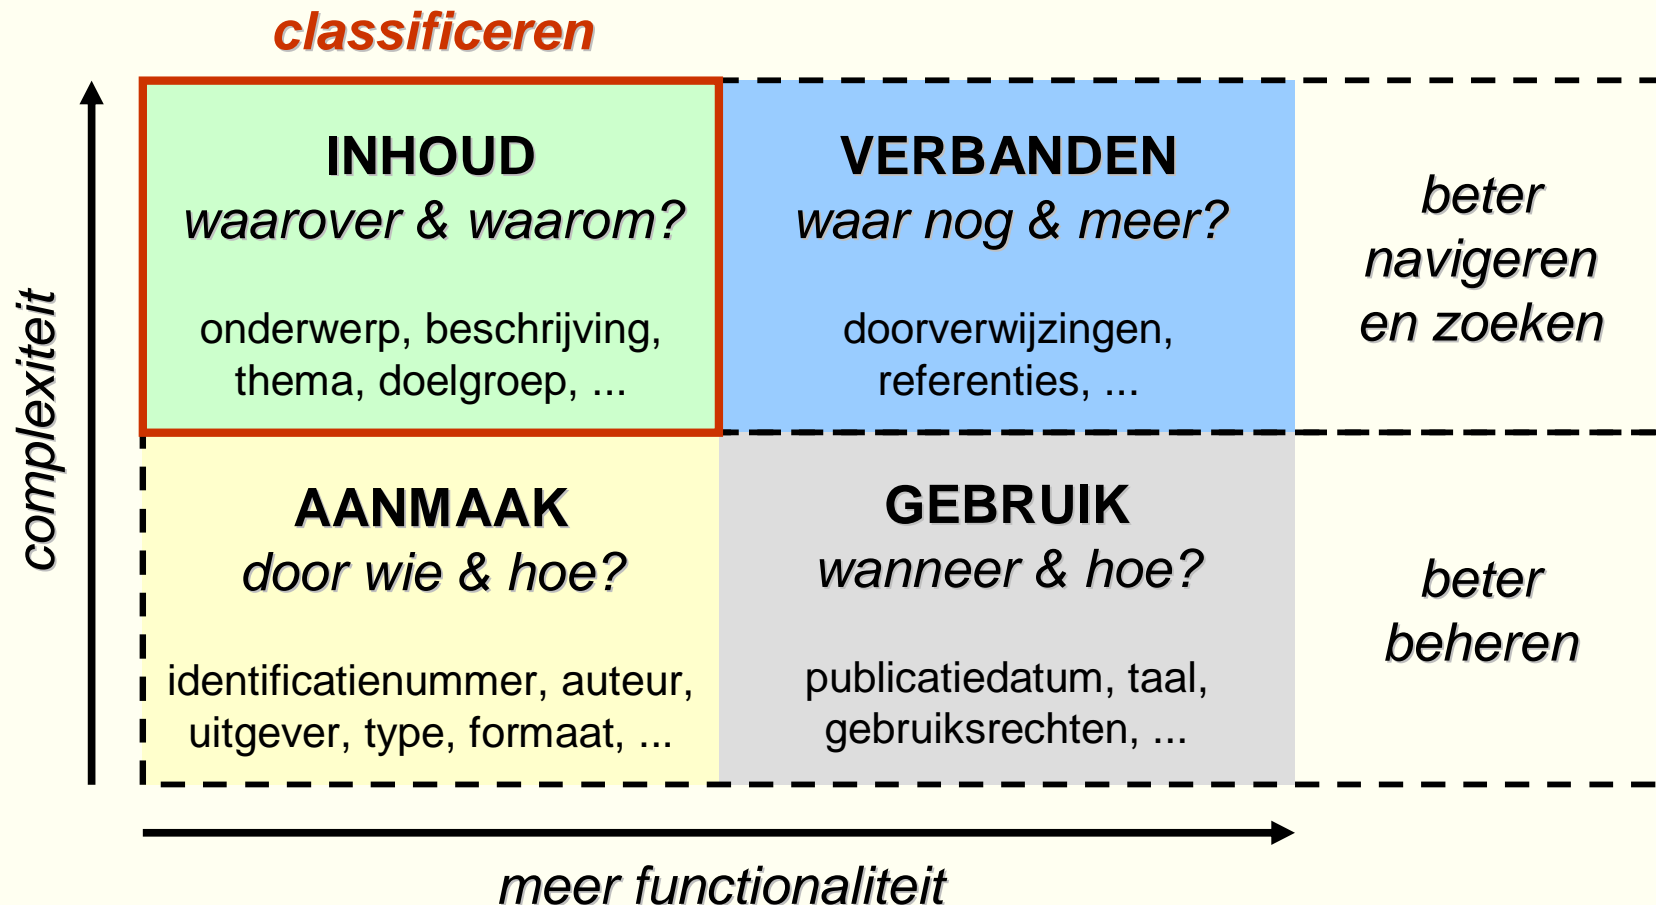 classificeren
complexiteit
INHOUD
waarover & waarom?
onderwerp, beschrijving,
thema, doelgroep, ...
VERBANDEN
waar nog & meer?
doorverwijzingen,
referenties, ...
beter
navigeren
en zoeken
AANMAAK
door wie & hoe?
identificatienummer, auteur,
uitgever, type, formaat, ...
GEBRUIK
wanneer & hoe?
publicatiedatum, taal,
gebruiksrechten, ...
beter
beheren
meer functionaliteit